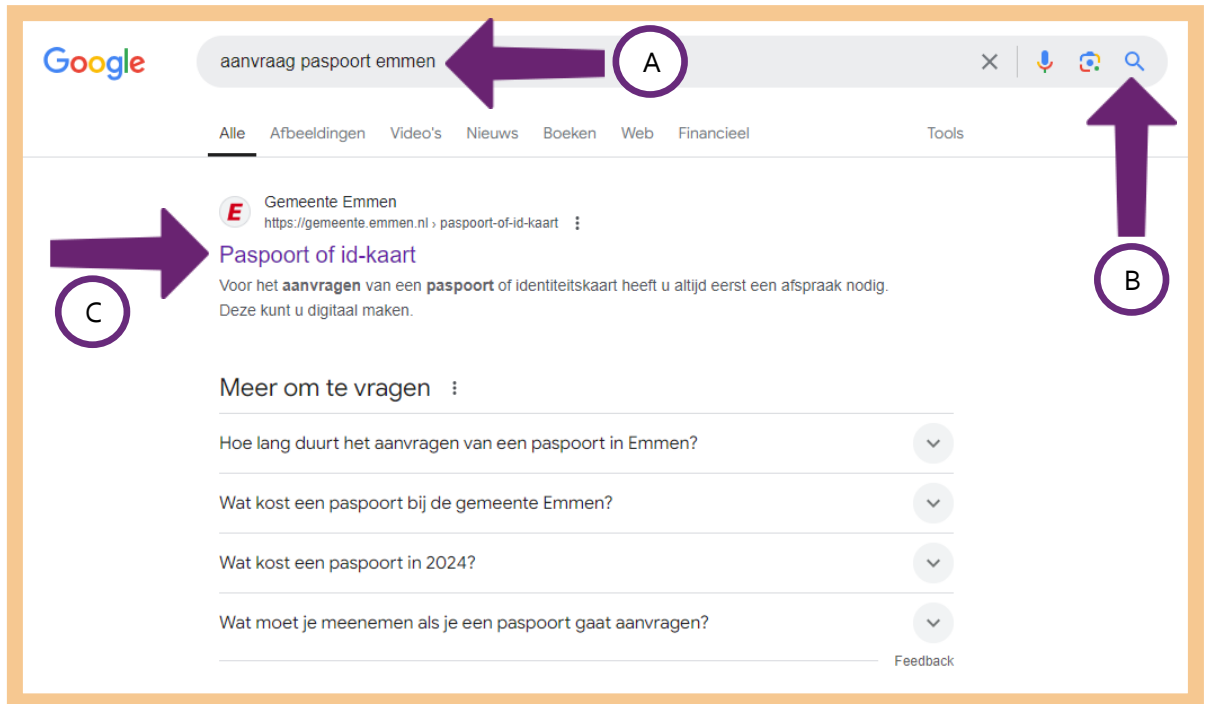 Google
aanvraag paspoort emmen
A
Alle Afbeeldingen Video's Nieuws Boeken Web Financieel Tools
E
Gemeente Emmen
https://gemeente.emmen.nl › paspoort-of-id-kaart
Paspoort of id-kaart
B
C
Voor het aanvragen van een paspoort of identiteitskaart heeft u altijd eerst een afspraak nodig.
Deze kunt u digitaal maken.
Meer om te vragen
Hoe lang duurt het aanvragen van een paspoort in Emmen?
Wat kost een paspoort bij de gemeente Emmen?
Wat kost een paspoort in 2024?
Wat moet je meenemen als je een paspoort gaat aanvragen?
Feedback